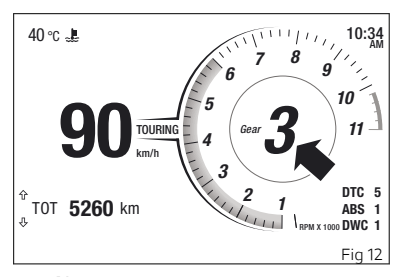 40 °C
10:34
AM
7 8
6 9
5 10
90 TOURING 4 Gear 3 11
km/h
3
2 1
RPM X 1000
TOT 5260 km
DTC 5
ABS 1
DWC 1
Fig 12